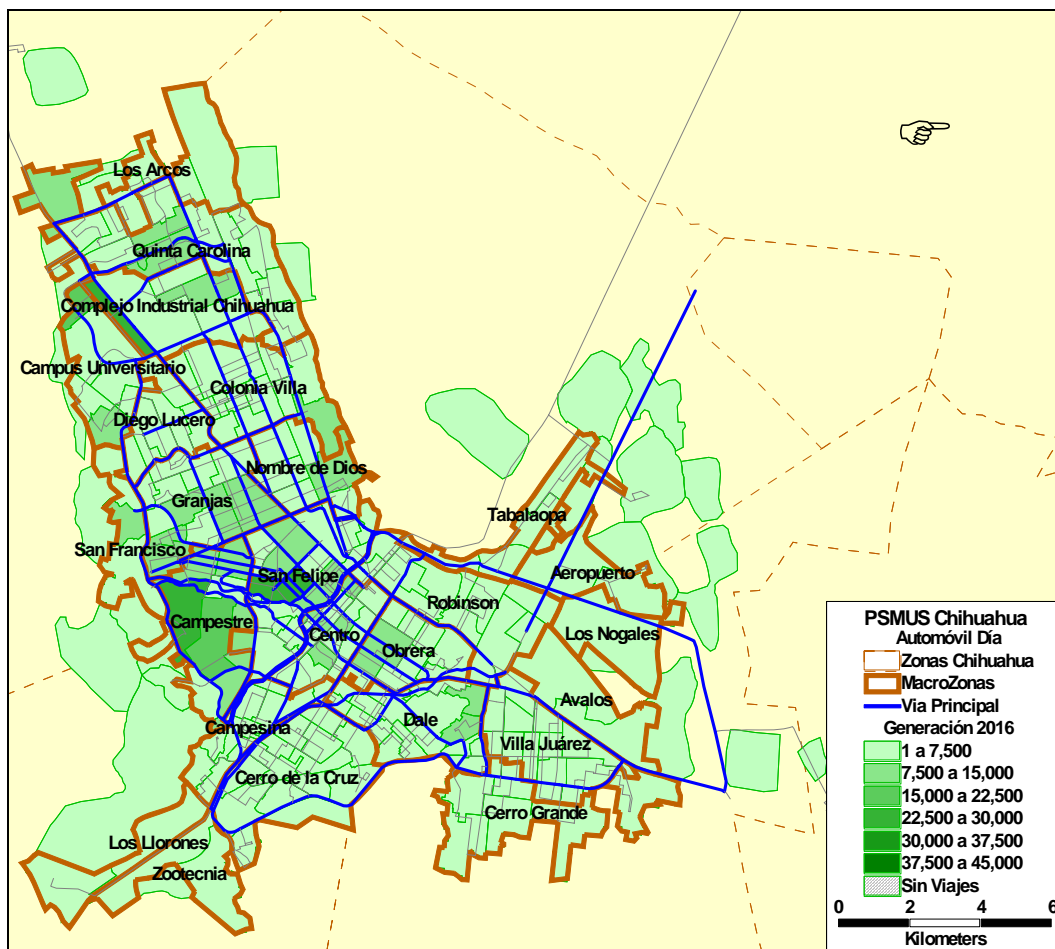 Los Arcos
Quinta Carolina
Complejo Industrial Chihuahua
Campus Universitario
Colonia Villa
Diego Lucero
Nombre de Dios
Granjas
Tabalaopa
San Francisco
San Felipe
Aeropuerto
Robinson
Campestre
Centro
Los Nogales
Obrera
Avalos
Dale
Campesina
Villa Juárez
Cerro de la Cruz
Cerro Grande
Los Llorones
Zootecnia
PSMUS Chihuahua
Automóvil Día
Zonas Chihuahua
MacroZonas
Via Principal
Generación 2016
1 a 7,500
7,500 a 15,000
15,000 a 22,500
22,500 a 30,000
30,000 a 37,500
37,500 a 45,000
Sin Viajes
0 2 4 6
Kilometers